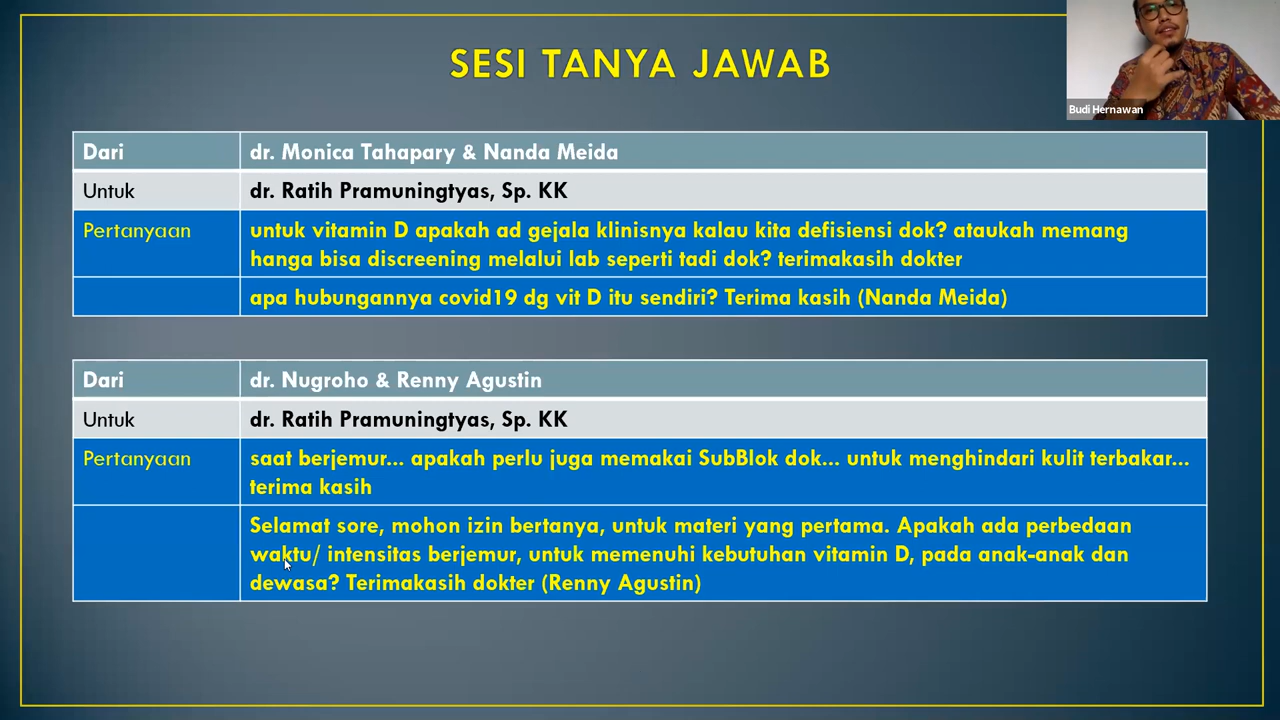 SESI TANYA JAWAB
Budi Hernawan
Dari dr. Monica Tahapary & Nanda Meida
Untuk dr. Ratih Pramuningtyas, Sp. KK
Pertanyaan untuk vitamin D apakah ad gejala klinisnya kalau kita defisiensi dok? ataukah memang
hanga bisa discreening melalui lab seperti tadi dok? terimakasih dokter
apa hubungannya covid19 dg vit D itu sendiri? Terima kasih (Nanda Meida)
Dari dr. Nugroho & Renny Agustin
Untuk dr. Ratih Pramuningtyas, Sp. KK
Pertanyaan saat berjemur... apakah perlu juga memakai SubBlok dok... untuk menghindari kulit terbakar...
terima kasih
Selamat sore, mohon izin bertanya, untuk materi yang pertama. Apakah ada perbedaan
waktu/ intensitas berjemur, untuk memenuhi kebutuhan vitamin D, pada anak-anak dan
dewasa? Terimakasih dokter (Renny Agustin)